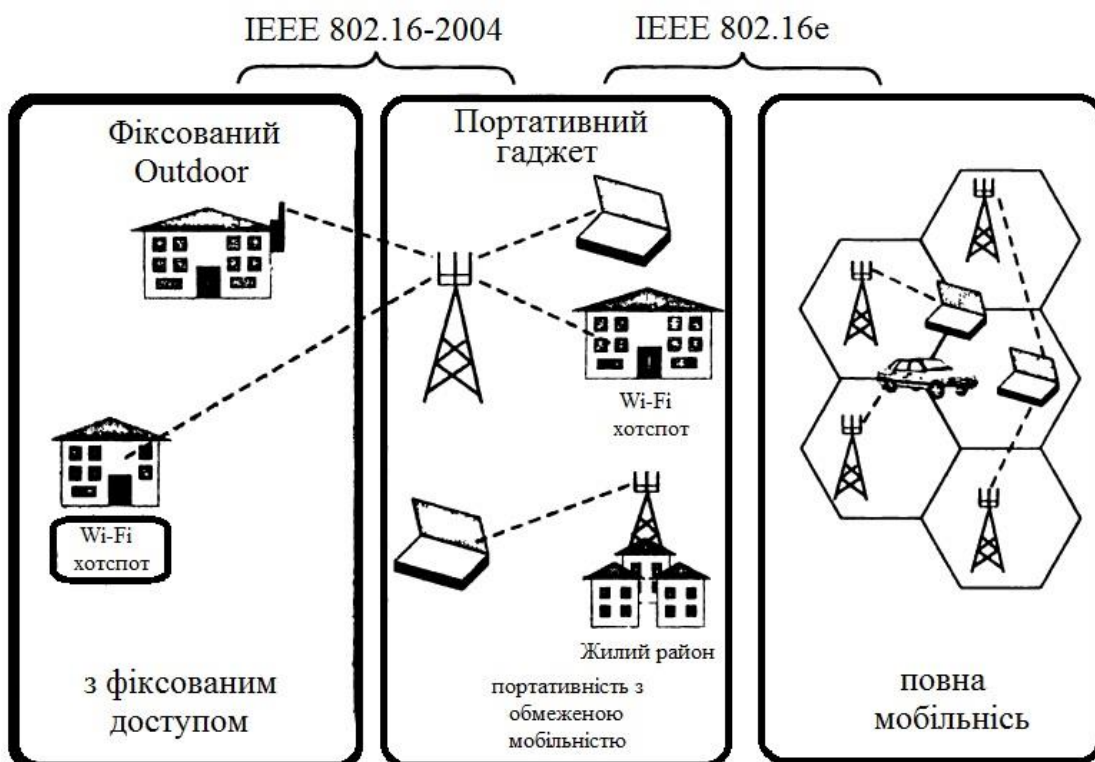 IEEE 802.16-2004
IEEE 802.16e
Фіксований
Outdoor
Wi-Fi
хотспот
з фіксованим
доступом
Портативний
гаджет
Wi-Fi
хотспот
Жилий район
портативність з
обмеженою
мобільністю
повна
мобільнісь